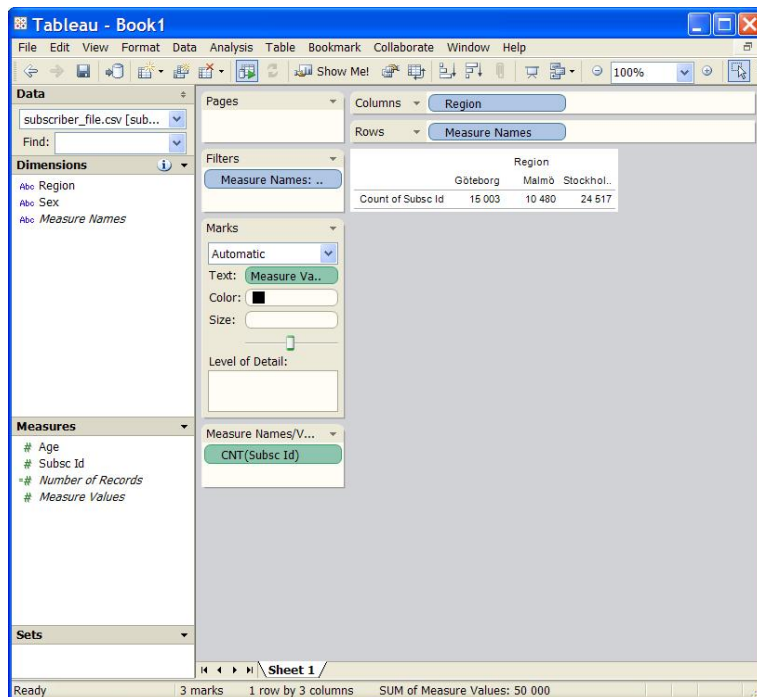 Tableau - Book1
File Edit View Format Data Analysis Table Bookmark Collaborate Window Help
Show Me! 100%
Data
subscriber_file.csv [sub...
Find:
Dimensions
Abc Region
Abc Sex
Abc Measure Names
Measures
# Age
# Subsc Id
=# Number of Records
# Measure Values
Sets
Pages
Filters
Measure Names: ..
Marks
Automatic
Text: Measure Va..
Color:
Size:
Level of Detail:
Measure Names/V...
CNT(Subsc Id)
Columns Region
Rows Measure Names
Region
Göteborg Malmö Stockhol..
Count of Subsc Id 15 003 10 480 24 517
Sheet 1
Ready 3 marks 1 row by 3 columns SUM of Measure Values: 50 000